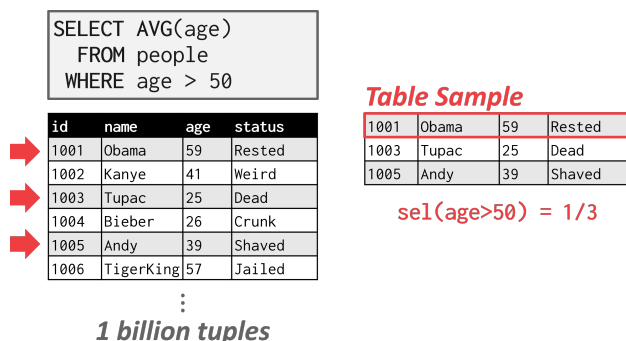 SELECT AVG(age)
FROM people
WHERE age > 50
id name age status
1001 Obama 59 Rested
1002 Kanye 41 Weird
1003 Tupac 25 Dead
1004 Bieber 26 Crunk
1005 Andy 39 Shaved
1006 TigerKing 57 Jailed
⋮
1 billion tuples
Table Sample
1001 Obama 59 Rested
1003 Tupac 25 Dead
1005 Andy 39 Shaved
sel(age>50) = 1/3